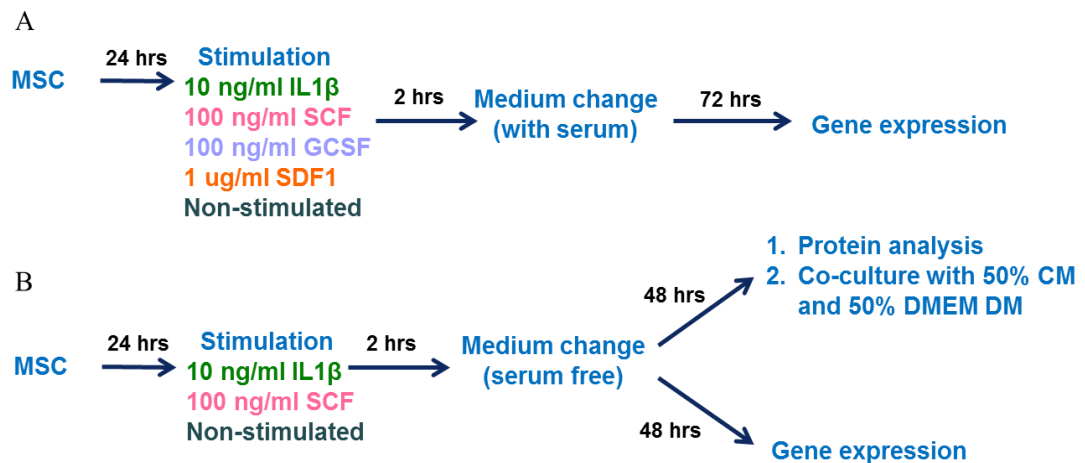 A
MSC
24 hrs
Stimulation
10 ng/ml IL1β
100 ng/ml SCF
100 ng/ml GCSF
1 ug/ml SDF1
Non-stimulated
2 hrs
Medium change
(with serum)
72 hrs
Gene expression
B
MSC
24 hrs
Stimulation
10 ng/ml IL1β
100 ng/ml SCF
Non-stimulated
2 hrs
Medium change
(serum free)
48 hrs
1. Protein analysis
2. Co-culture with 50% CM
and 50% DMEM DM
48 hrs
Gene expression